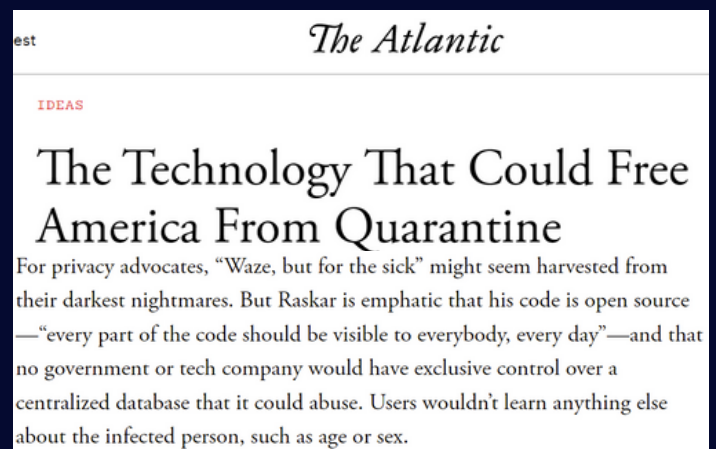 est
The Atlantic
IDEAS
The Technology That Could Free
America From Quarantine
For privacy advocates, “Waze, but for the sick” might seem harvested from
their darkest nightmares. But Raskar is emphatic that his code is open source
—“every part of the code should be visible to everybody, every day”—and that
no government or tech company would have exclusive control over a
centralized database that it could abuse. Users wouldn’t learn anything else
about the infected person, such as age or sex.